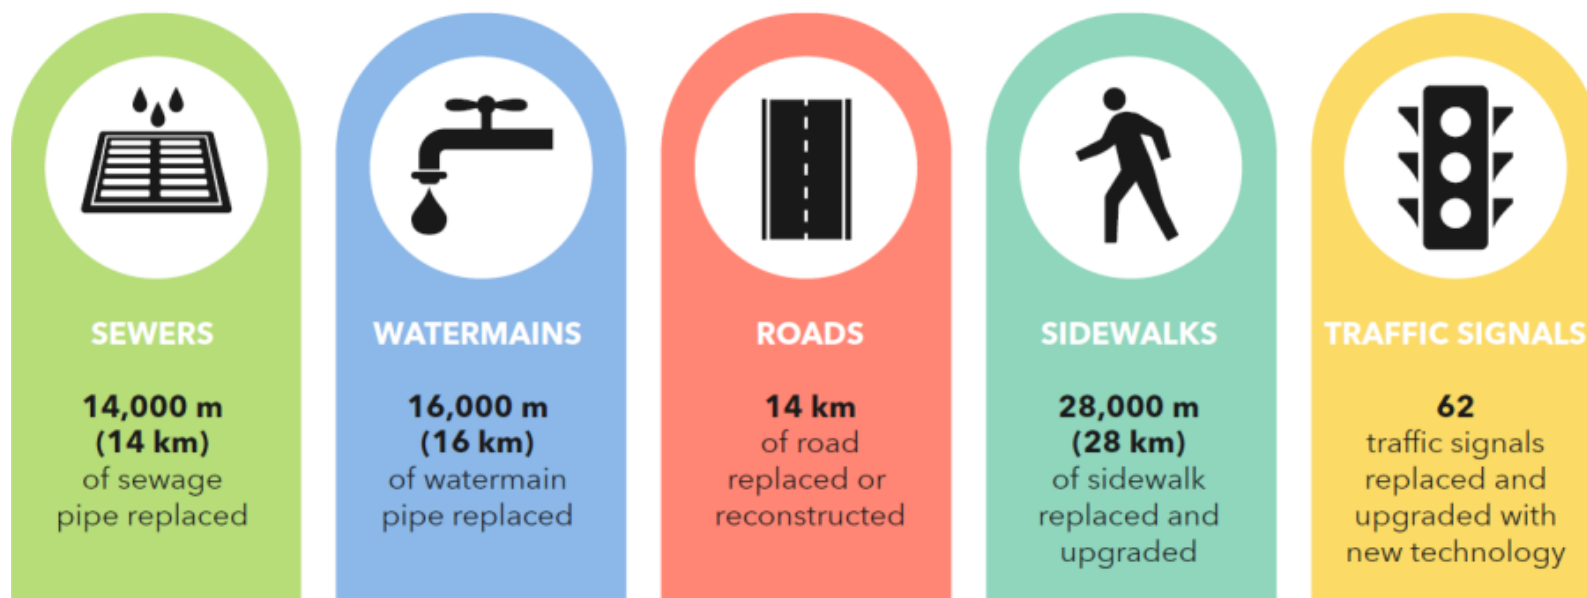 SEWERS
14,000 m
(14 km)
of sewage
pipe replaced
WATERMAINS
16,000 m
(16 km)
of watermain
pipe replaced
ROADS
14 km
of road
replaced or
reconstructed
SIDEWALKS
28,000 m
(28 km)
of sidewalk
replaced and
upgraded
TRAFFIC SIGNALS
62
traffic signals
replaced and
upgraded with
new technology